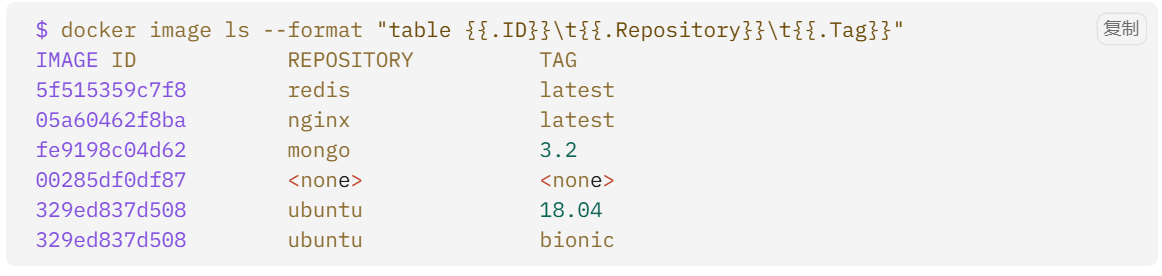 $ docker image ls --format "table {{.ID}}\t{{.Repository}}\t{{.Tag}}"
复制
IMAGE ID REPOSITORY TAG
5f515359c7f8 redis latest
05a60462f8ba nginx latest
fe9198c04d62 mongo 3.2
00285df0df87 <none> <none>
329ed837d508 ubuntu 18.04
329ed837d508 ubuntu bionic